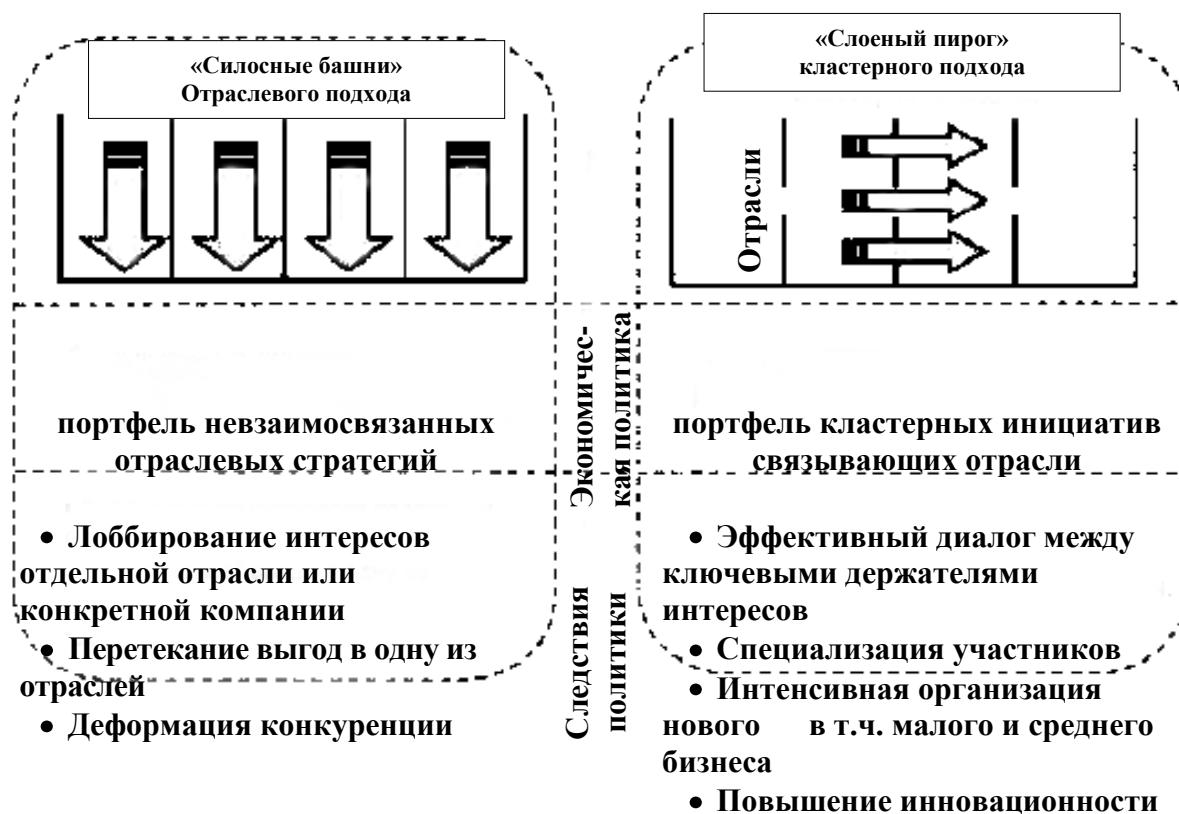 «Силосные башни»
Отраслевого подхода
«Слоеный пирог»
кластерного подхода
Отрасли
портфель невзаимосвязанных
отраслевых стратегий
Экономичес-
кая политика
портфель кластерных инициатив
связывающих отрасли
• Лоббирование интересов
отдельной отрасли или
конкретной компании
• Перетекание выгод в одну из
отраслей
• Деформация конкуренции
Следствия
политики
• Эффективный диалог между
ключевыми держателями
интересов
• Специализация участников
• Интенсивная организация
нового в т.ч. малого и среднего
бизнеса
• Повышение инновационности